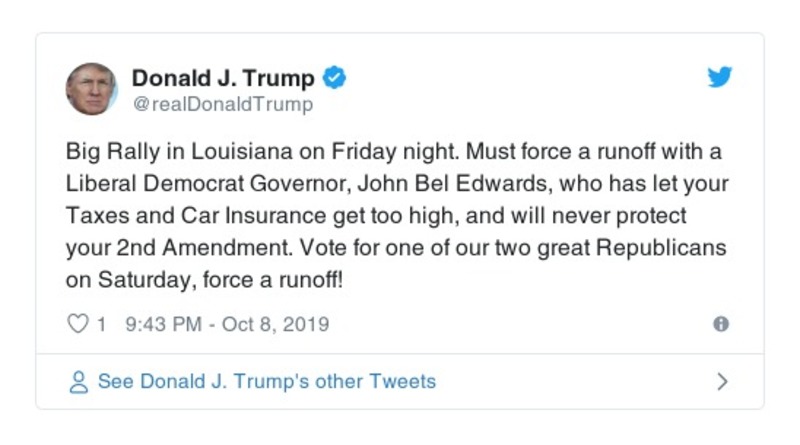 Donald J. Trump
@realDonaldTrump
Big Rally in Louisiana on Friday night. Must force a runoff with a
Liberal Democrat Governor, John Bel Edwards, who has let your
Taxes and Car Insurance get too high, and will never protect
your 2nd Amendment. Vote for one of our two great Republicans
on Saturday, force a runoff!
1 9:43 PM - Oct 8, 2019
See Donald J. Trump's other Tweets